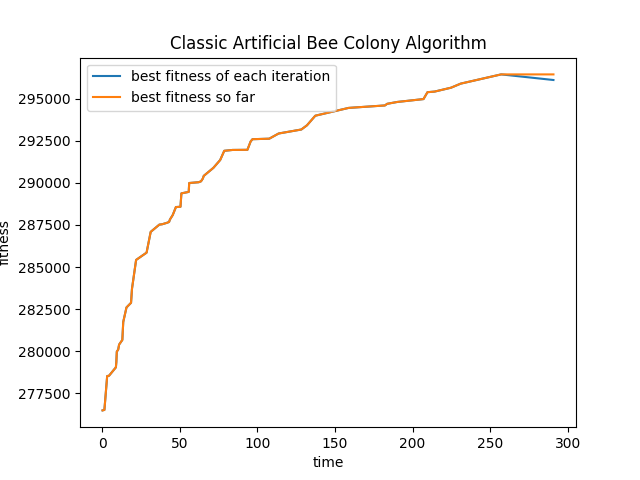 Classic Artificial Bee Colony Algorithm
best fitness of each iteration
best fitness so far
295000
292500
290000
287500
285000
282500
280000
277500
fitness
0 50 100 150 200 250 300
time